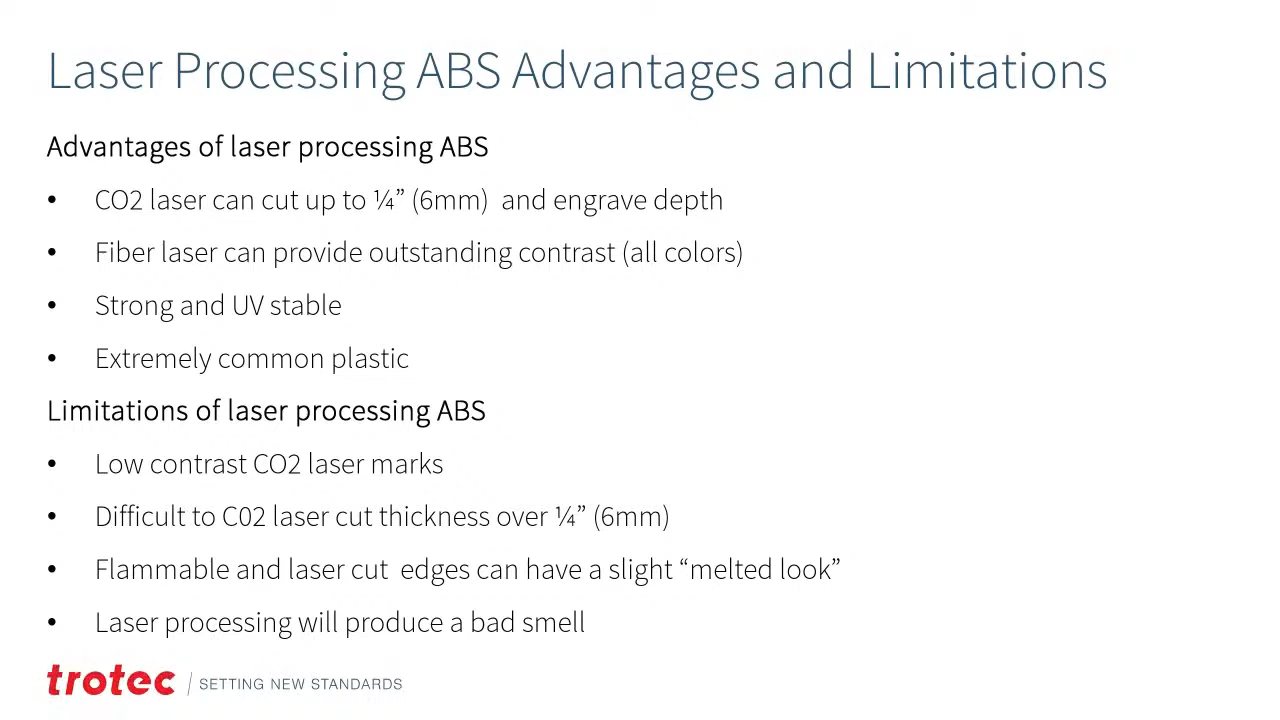 Laser Processing ABS Advantages and Limitations
Advantages of laser processing ABS
• CO2 laser can cut up to ¼” (6mm)  and engrave depth
• Fiber laser can provide outstanding contrast (all colors)
• Strong and UV stable
• Extremely common plastic
Limitations of laser processing ABS
• Low contrast CO2 laser marks
• Difficult to C02 laser cut thickness over ¼” (6mm)
• Flammable and laser cut  edges can have a slight “melted look”
• Laser processing will produce a bad smell
trotec / SETTING NEW STANDARDS